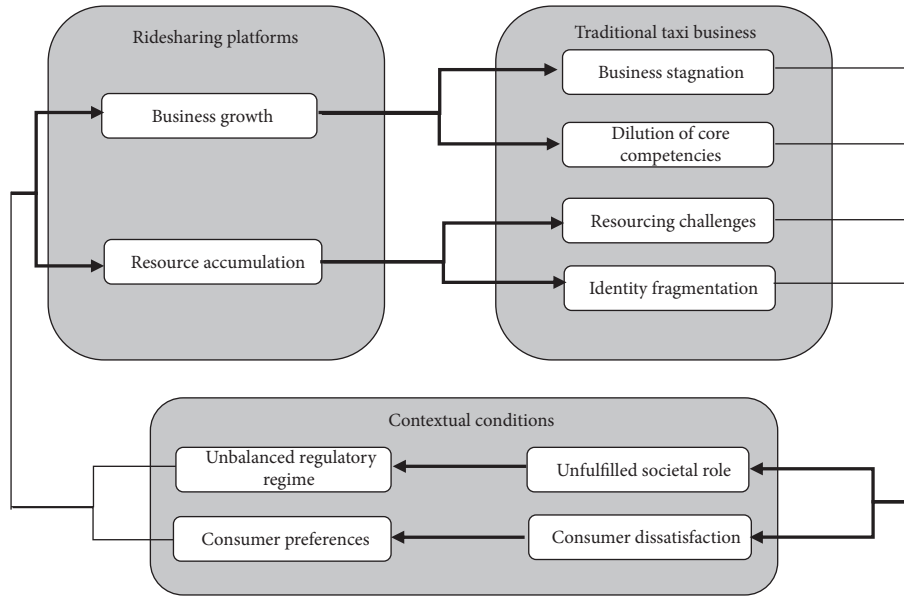 Ridesharing platforms
Business growth
Resource accumulation
Traditional taxi business
Business stagnation
Dilution of core
competencies
Resourcing challenges
Identity fragmentation
Contextual conditions
Unbalanced regulatory
regime
Unfulfilled societal role
Consumer preferences
Consumer dissatisfaction